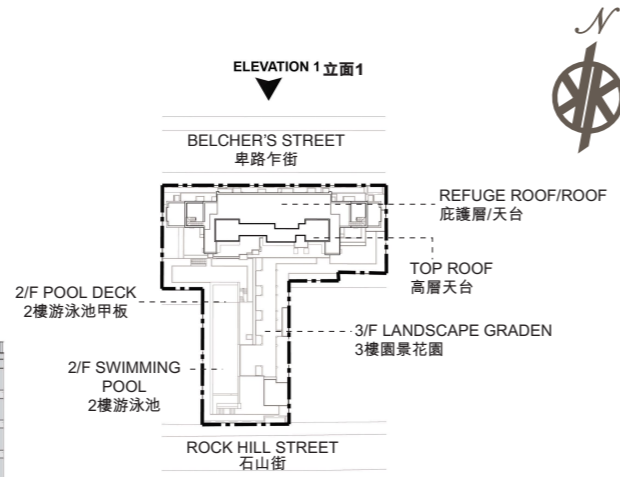 N
ELEVATION 1 立面1
BELCHER'S STREET
卑路乍街
REFUGE ROOF/ROOF
庇護層/天台
TOP ROOF
高層天台
2/F POOL DECK
2樓游泳池甲板
3/F LANDSCAPE GRADEN
3樓園景花園
2/F SWIMMING
POOL
2樓游泳池
ROCK HILL STREET
石山街